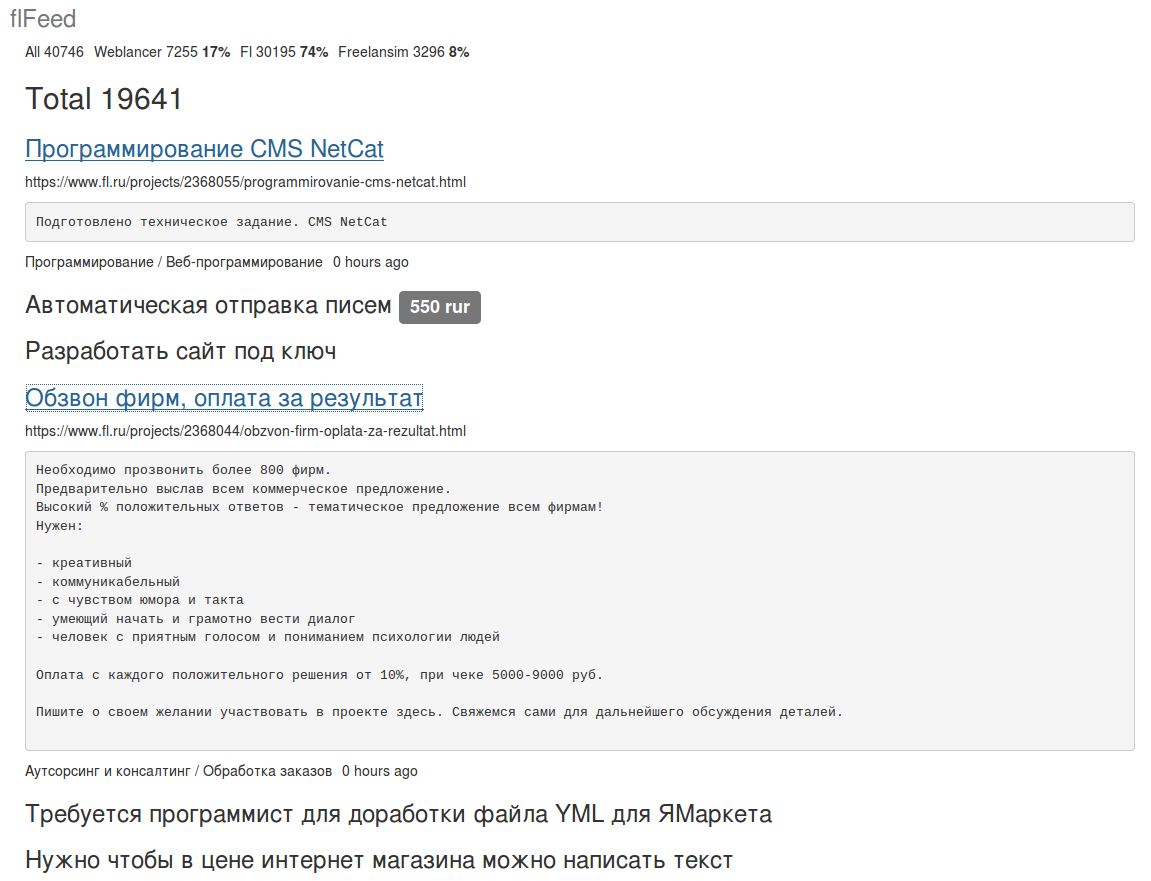 flFeed
All 40746 Weblancer 7255 17% Fl 30195 74% Freelansim 3296 8%
Total 19641
Программирование CMS NetCat
https://www.fl.ru/projects/2368055/programmirovanie-cms-netcat.html
Подготовлено техническое задание. CMS NetCat
Программирование / Веб-программирование 0 hours ago
Автоматическая отправка писем 550 rur
Разработать сайт под ключ
Обзвон фирм, оплата за результат
https://www.fl.ru/projects/2368044/obzvon-firm-oplata-za-rezultat.html
Необходимо прозвонить более 800 фирм.
Предварительно выслав всем коммерческое предложение.
Высокий % положительных ответов - тематическое предложение всем фирмам!
Нужен:
- креативный
- коммуникабельный
- с чувством юмора и такта
- умеющий начать и грамотно вести диалог
- человек с приятным голосом и пониманием психологии людей
Оплата с каждого положительного решения от 10%, при чеке 5000-9000 руб.
Пишите о своем желании участвовать в проекте здесь. Свяжемся сами для дальнейшего обсуждения деталей.
Аутсорсинг и консалтинг / Обработка заказов 0 hours ago
Требуется программист для доработки файла YML для ЯМаркета
Нужно чтобы в цене интернет магазина можно написать текст